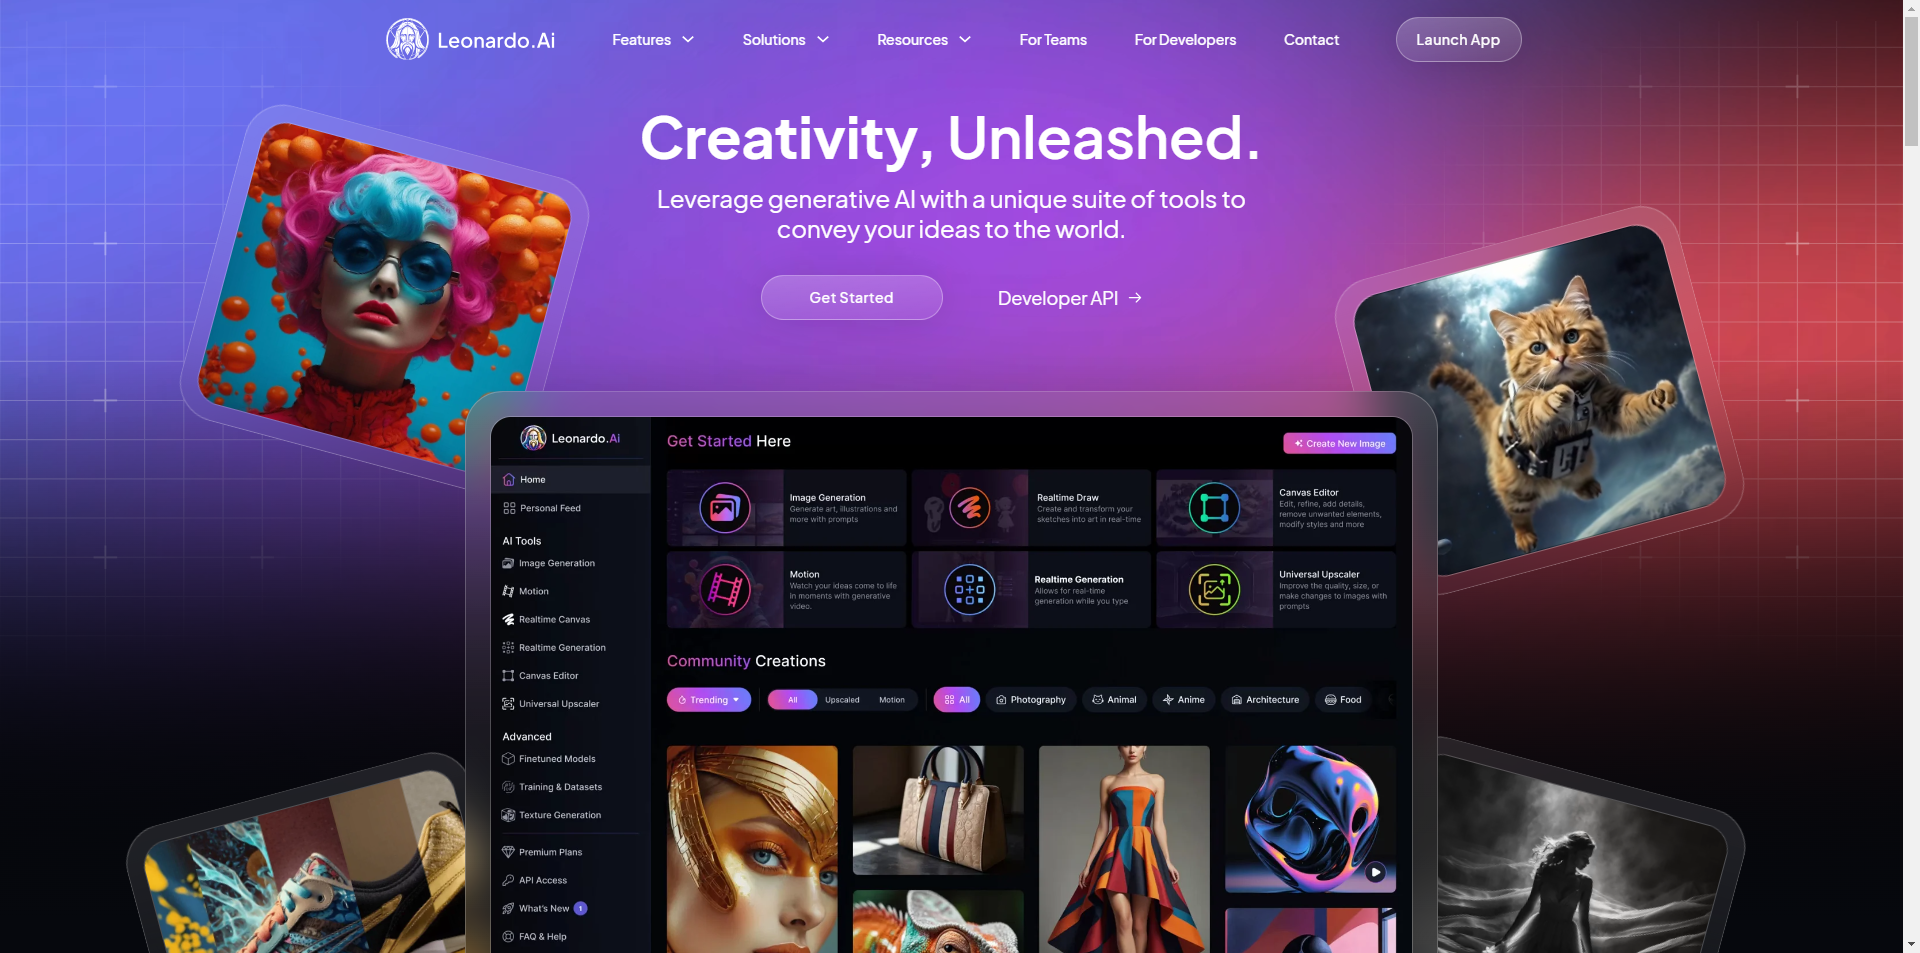 Leonardo.Ai
Features
Solutions
Resources
For Teams
For Developers
Contact
Launch App
Creativity, Unleashed.
Leverage generative AI with a unique suite of tools to
convey your ideas to the world.
Get Started
Developer API →
Leonardo.Ai
Home
Personal Feed
AI Tools
Image Generation
Motion
Realtime Canvas
Realtime Generation
Canvas Editor
Universal Upscaler
Advanced
Finetuned Models
Training & Datasets
Texture Generation
Premium Plans
API Access
What's New 1
FAQ & Help
Get Started Here
Create New Image
Image Generation
Generate art, illustrations and
more with prompts
Realtime Draw
Create and transform your
sketches into art in real-time
Canvas Editor
Edit, refine, add details,
remove unwanted elements,
modify styles and more
Motion
Watch your ideas come to life
in moments with generative
video.
Realtime Generation
Allows for real-time
generation while you type
Universal Upscaler
Improve the quality, size, or
make changes to images with
prompts
Community Creations
Trending
All
Upscaled
Motion
All
Photography
Animal
Anime
Architecture
Food